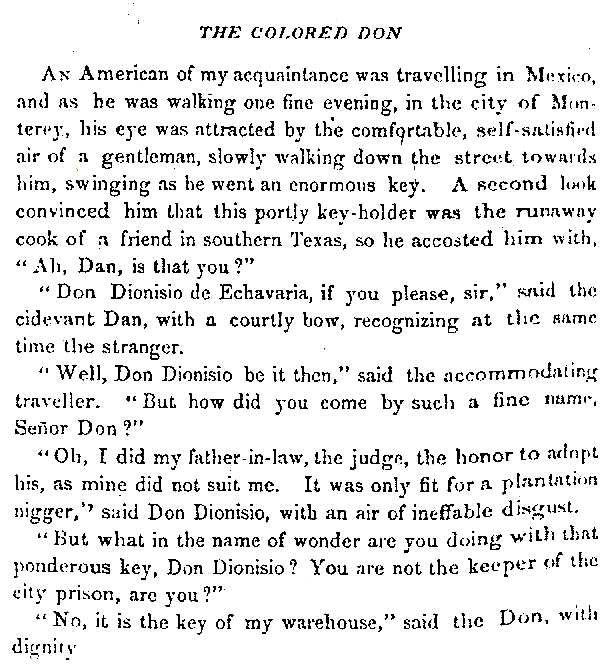 THE COLORED DON
An American of my acquaintance was travelling in Mexico,
and as he was walking one fine evening, in the city of Mon-
terey, his eye was attracted by the comfortable, self-satisfied
air of a gentleman, slowly walking down the street towards
him, swinging as he went an enormous key. A second look
convinced him that this portly key-holder was the runaway
cook of a friend in southern Texas, so he accosted him with,
"Ah, Dan, is that you?"
"Don Dionisio de Echavaria, if you please, sir," said the
cidevant Dan, with a courtly bow, recognizing at the same
time the stranger.
"Well, Don Dionisio be it then," said the accommodating
traveller. "But how did you come by such a fine name,
Señor Don?"
"Oh, I did my father-in-law, the judge, the honor to adopt
his, as mine did not suit me. It was only fit for a plantation
nigger," said Don Dionisio, with an air of ineffable disgust.
"But what in the name of wonder are you doing with that
ponderous key, Don Dionisio? You are not the keeper of the
city prison, are you?"
"No, it is the key of my warehouse," said the Don, with
dignity